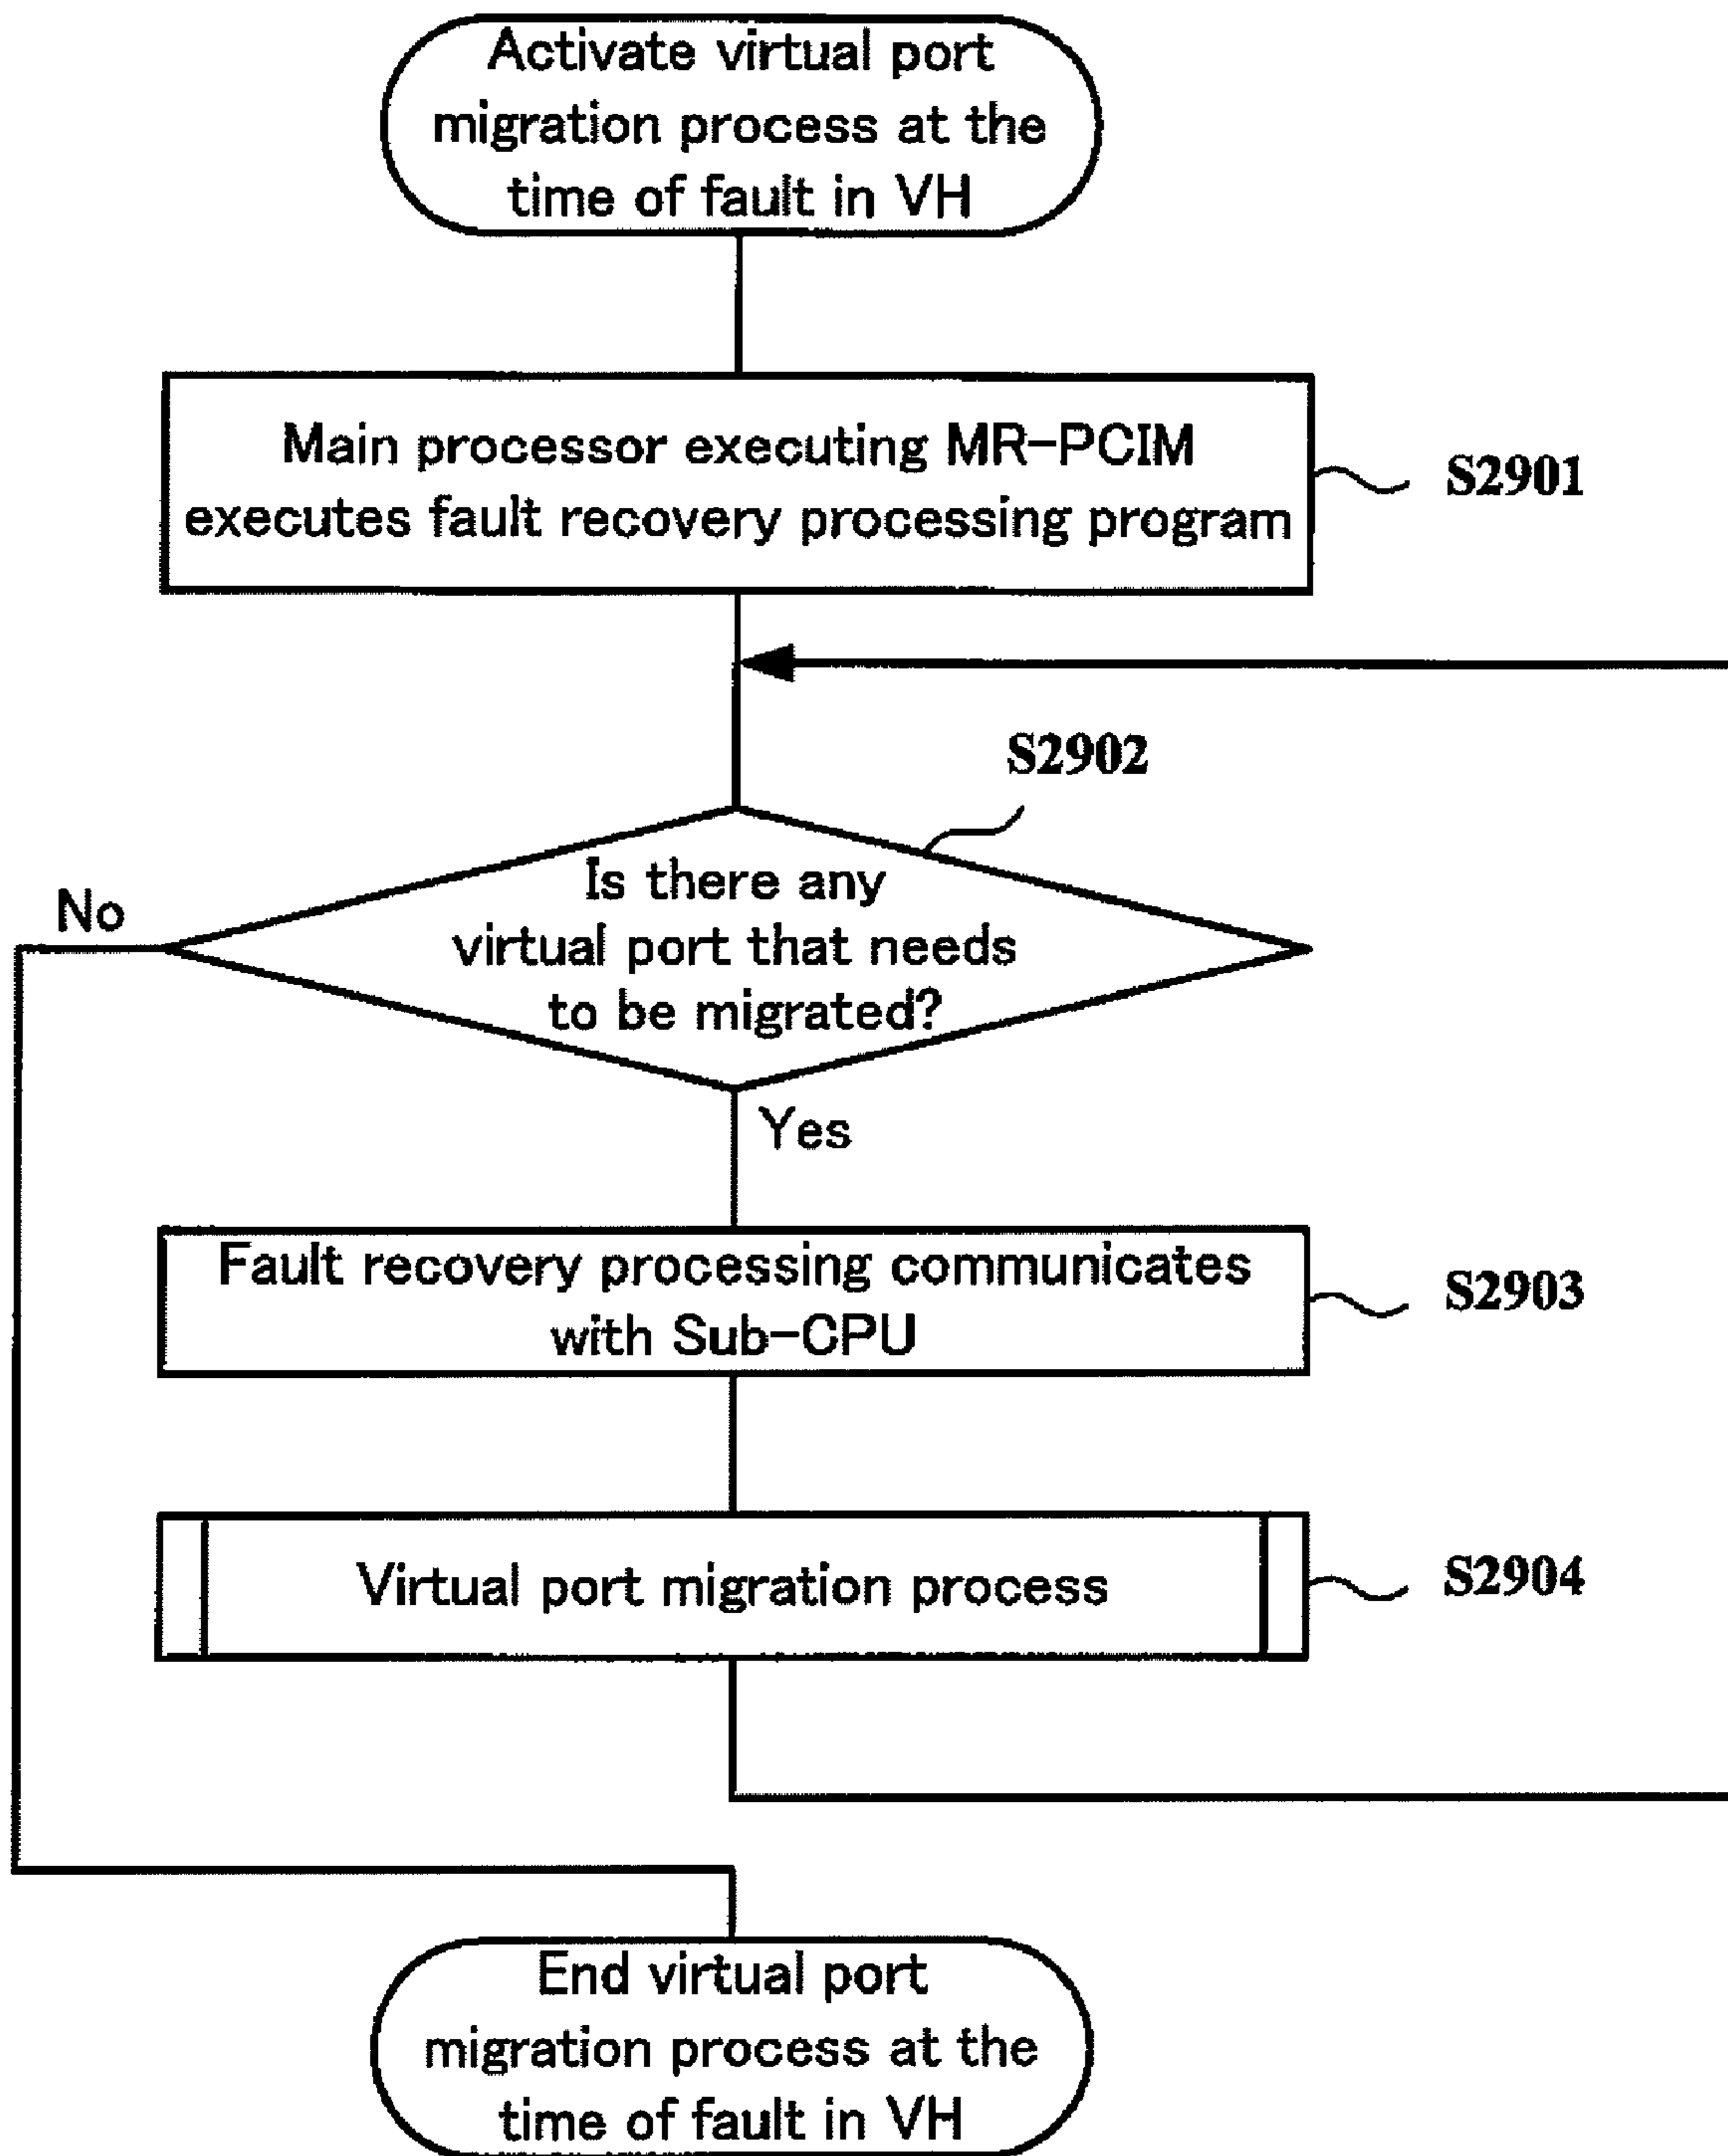 Activate virtual port
migration process at the
time of fault in VH
Main processor executing MR-PCIM
executes fault recovery processing program
S2901
S2902
Is there any
virtual port that needs
to be migrated?
No
Yes
Fault recovery processing communicates
with Sub-CPU
S2903
Virtual port migration process
S2904
End virtual port
migration process at the
time of fault in VH